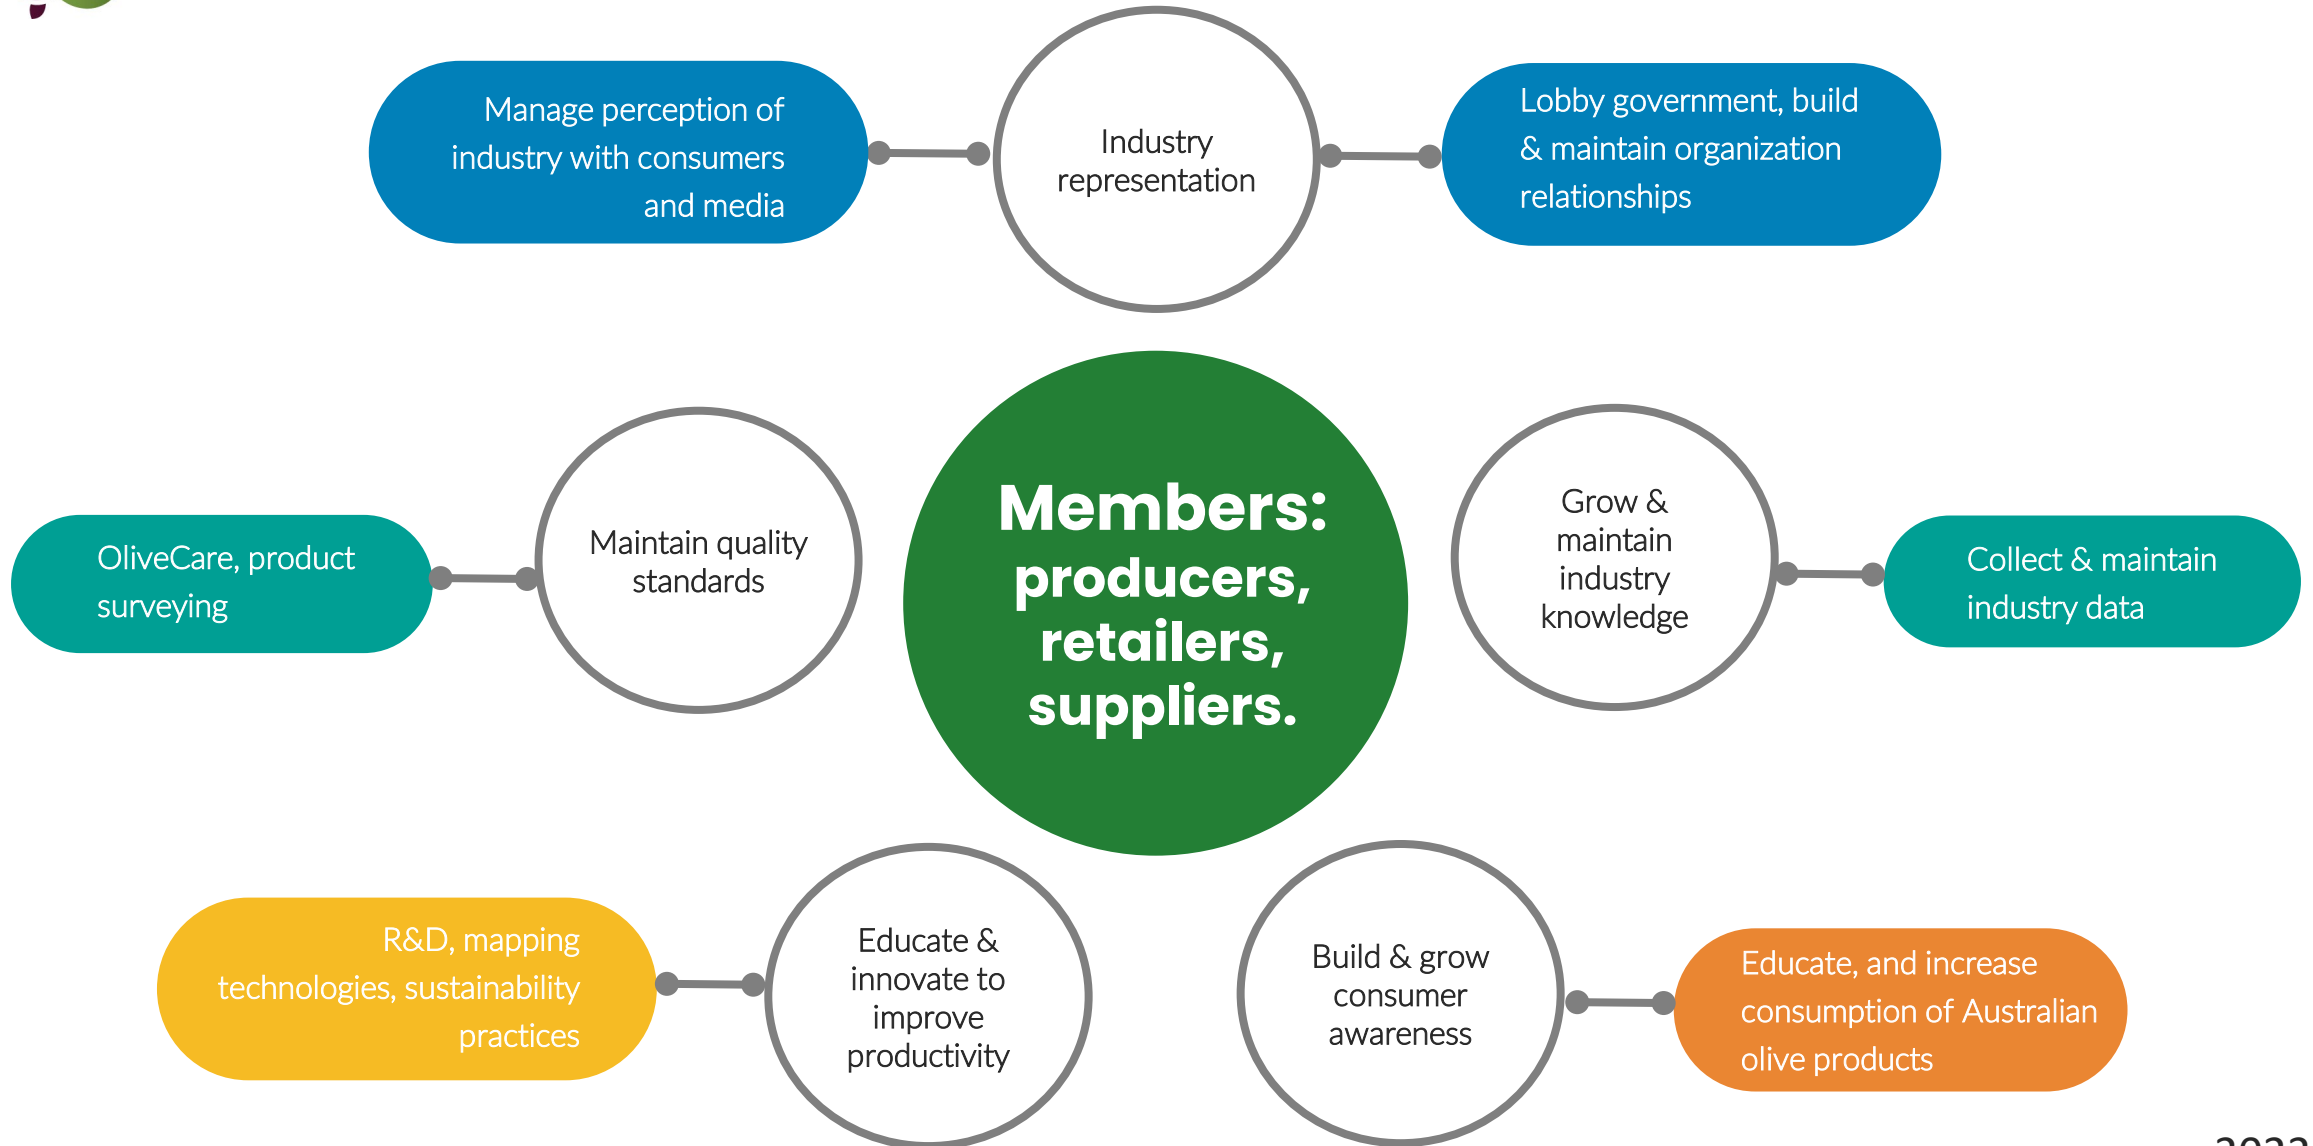 Manage perception of
industry with consumers
and media
Industry
representation
Lobby government, build
& maintain organization
relationships
OliveCare, product
surveying
Maintain quality
standards
Members:
producers,
retailers,
suppliers.
Grow &
maintain
industry
knowledge
Collect & maintain
industry data
R&D, mapping
technologies, sustainability
practices
Educate &
innovate to
improve
productivity
Build & grow
consumer
awareness
Educate, and increase
consumption of Australian
olive products